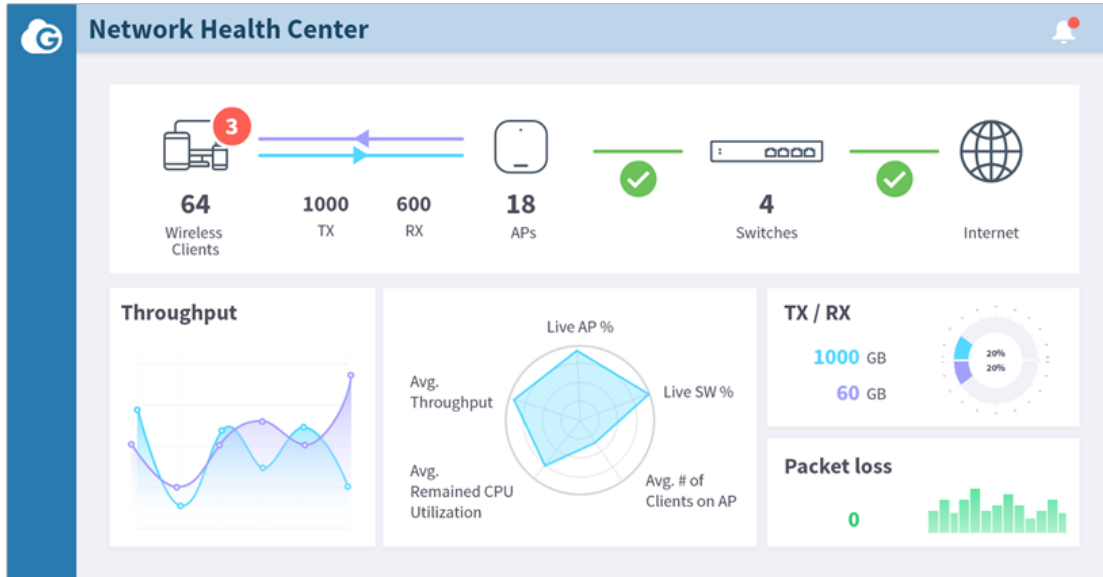 G
Network Health Center
3
64
Wireless
Clients
1000
TX
600
RX
18
APs
4
Switches
Internet
Throughput
Live AP %
Avg.
Throughput
Live SW %
Avg.
Remained CPU
Utilization
Avg. # of
Clients on AP
TX / RX
1000 GB
60 GB
20%
20%
Packet loss
0